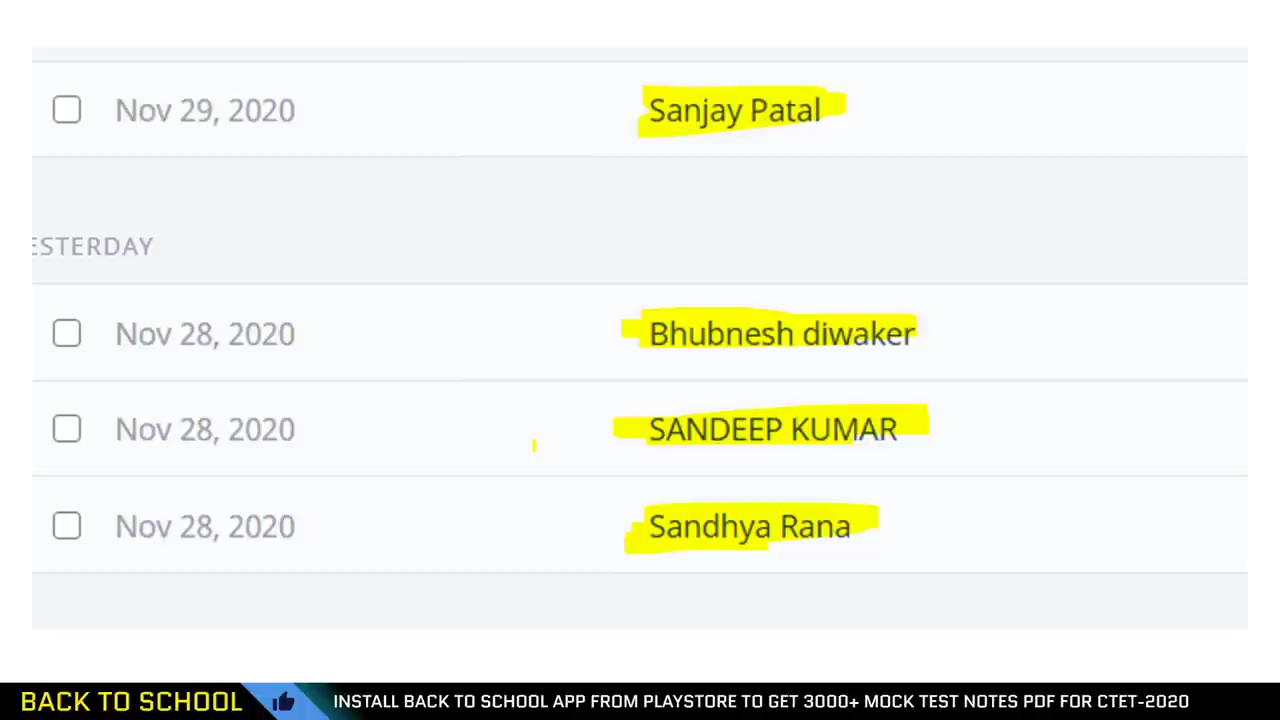 Nov 29, 2020 Sanjay Patal
ESTERDAY
Nov 28, 2020 Bhubnesh diwaker
Nov 28, 2020 SANDEEP KUMAR
Nov 28, 2020 Sandhya Rana
BACK TO SCHOOL INSTALL BACK TO SCHOOL APP FROM PLAYSTORE TO GET 3000+ MOCK TEST NOTES PDF FOR CTET-2020